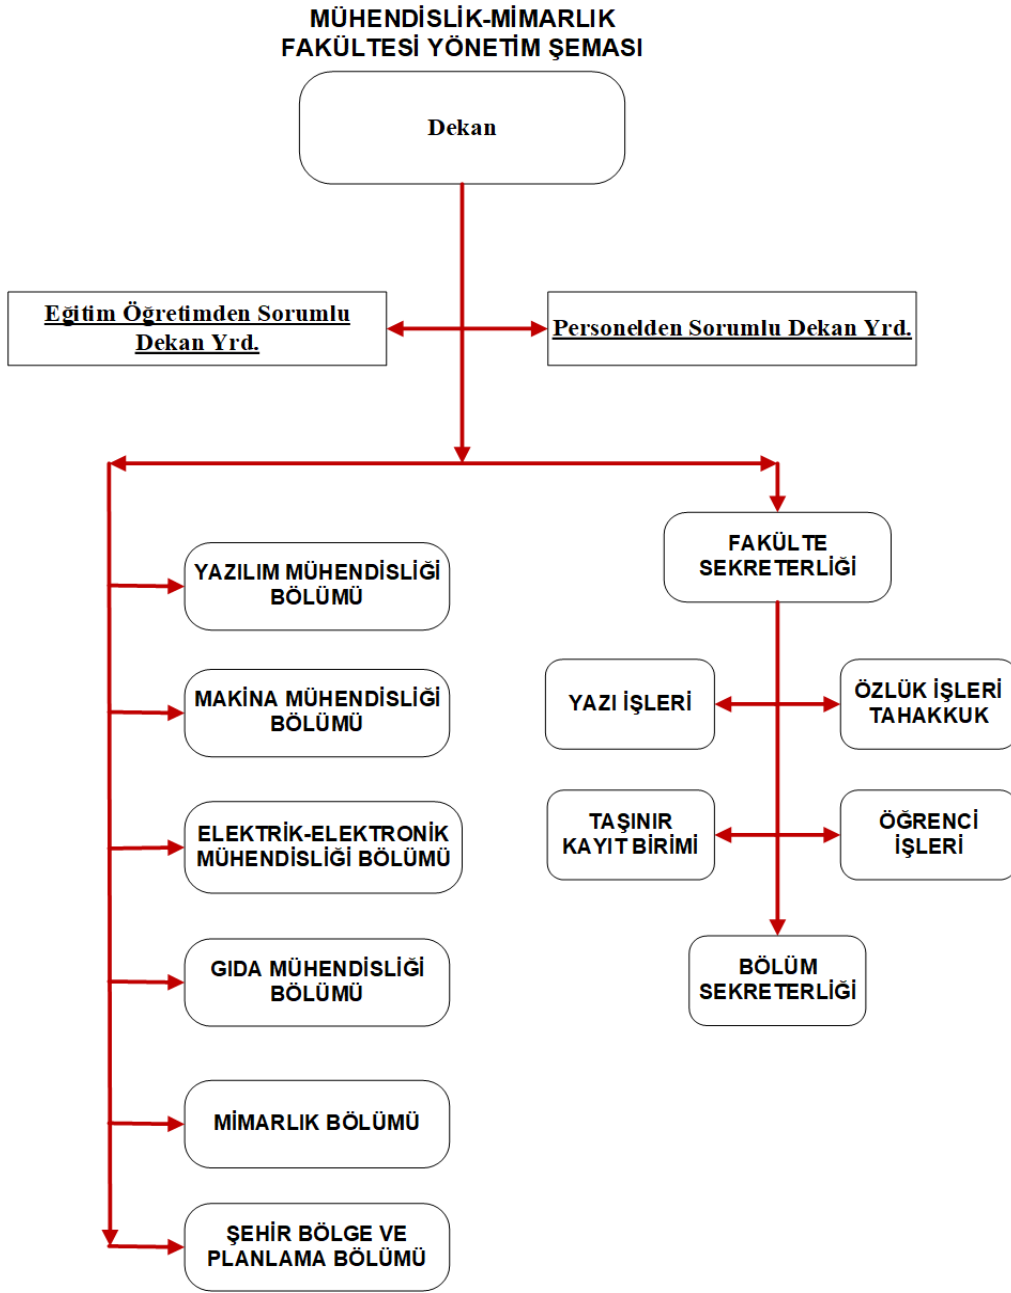 MÜHENDİSLİK-MİMARLIK
FAKÜLTESİ YÖNETİM ŞEMASI
Dekan
Eğitim Öğretimden Sorumlu
Dekan Yrd.
Personelden Sorumlu Dekan Yrd.
YAZILIM MÜHENDİSLİĞİ
BÖLÜMÜ
MAKİNA MÜHENDİSLİĞİ
BÖLÜMÜ
ELEKTRİK-ELEKTRONİK
MÜHENDİSLİĞİ BÖLÜMÜ
GIDA MÜHENDİSLİĞİ
BÖLÜMÜ
MİMARLIK BÖLÜMÜ
ŞEHİR BÖLGE VE
PLANLAMA BÖLÜMÜ
FAKÜLTE
SEKRETERLİĞİ
YAZI İŞLERİ
ÖZLÜK İŞLERİ
TAHAKKUK
TAŞINIR
KAYIT BİRİMİ
ÖĞRENCİ
İŞLERİ
BÖLÜM
SEKRETERLİĞİ